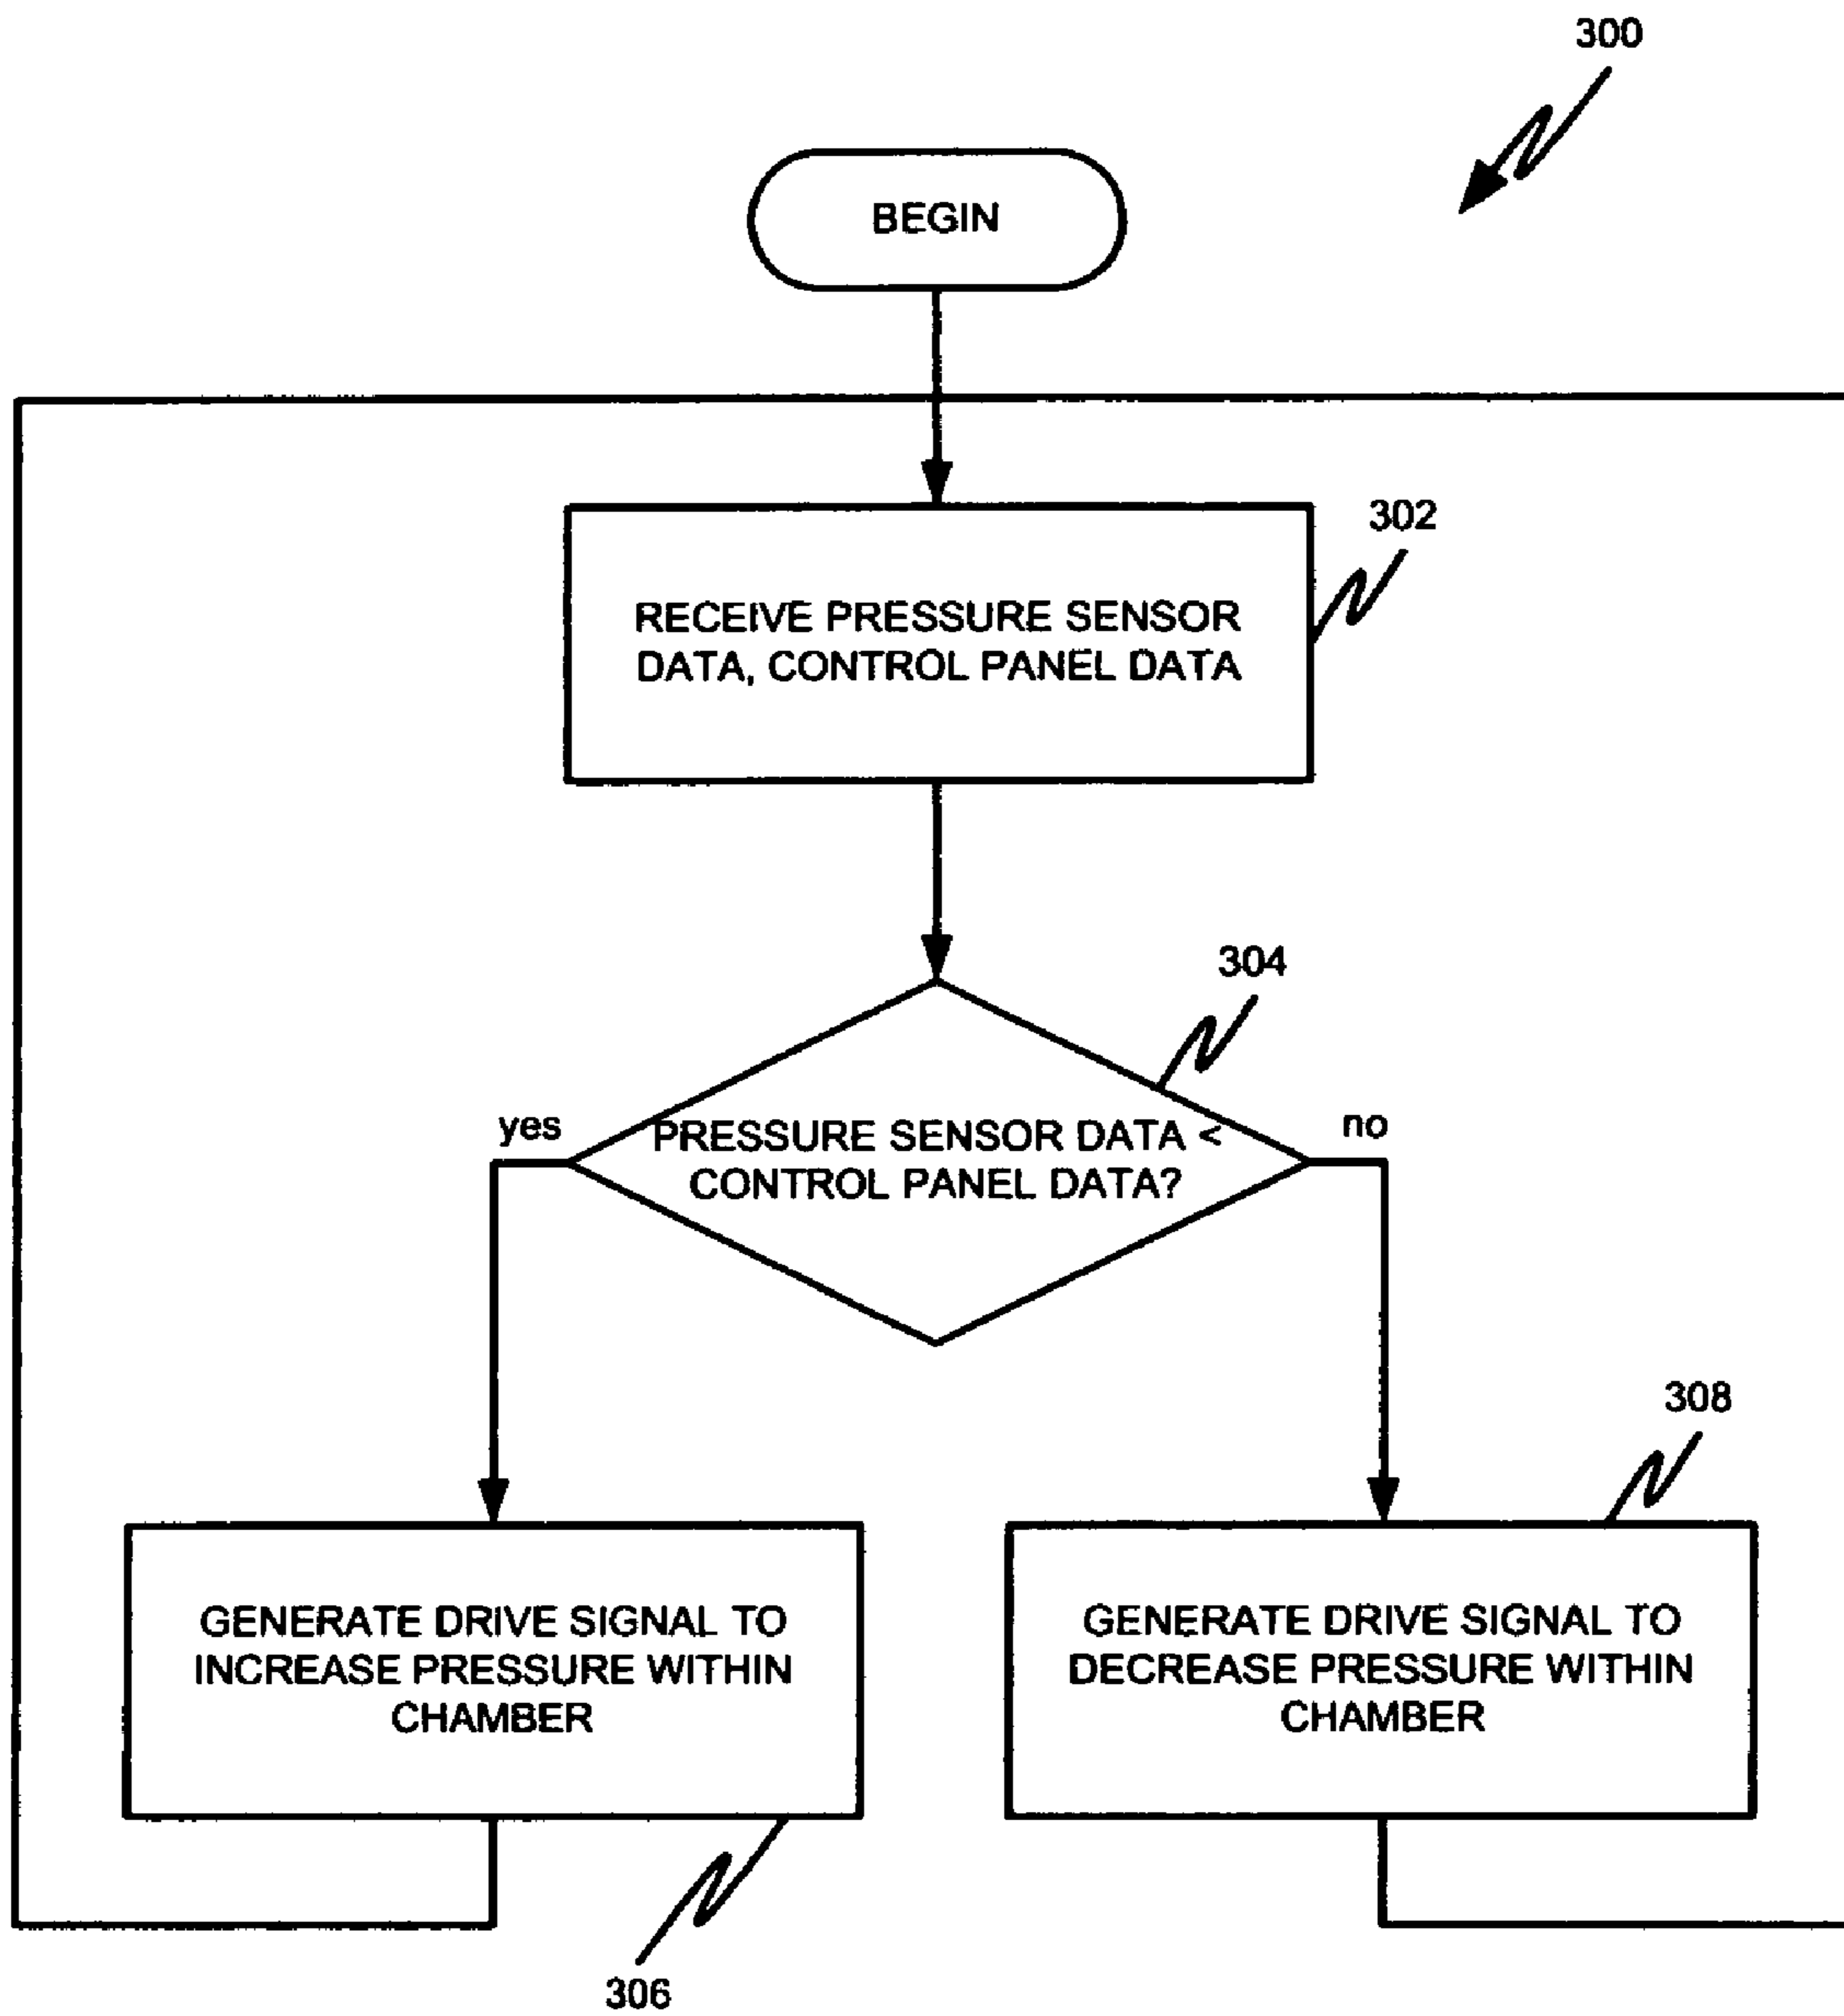 300
BEGIN
302
RECEIVE PRESSURE SENSOR
DATA, CONTROL PANEL DATA
304
yes
PRESSURE SENSOR DATA <
CONTROL PANEL DATA?
no
308
GENERATE DRIVE SIGNAL TO
INCREASE PRESSURE WITHIN
CHAMBER
GENERATE DRIVE SIGNAL TO
DECREASE PRESSURE WITHIN
CHAMBER
306